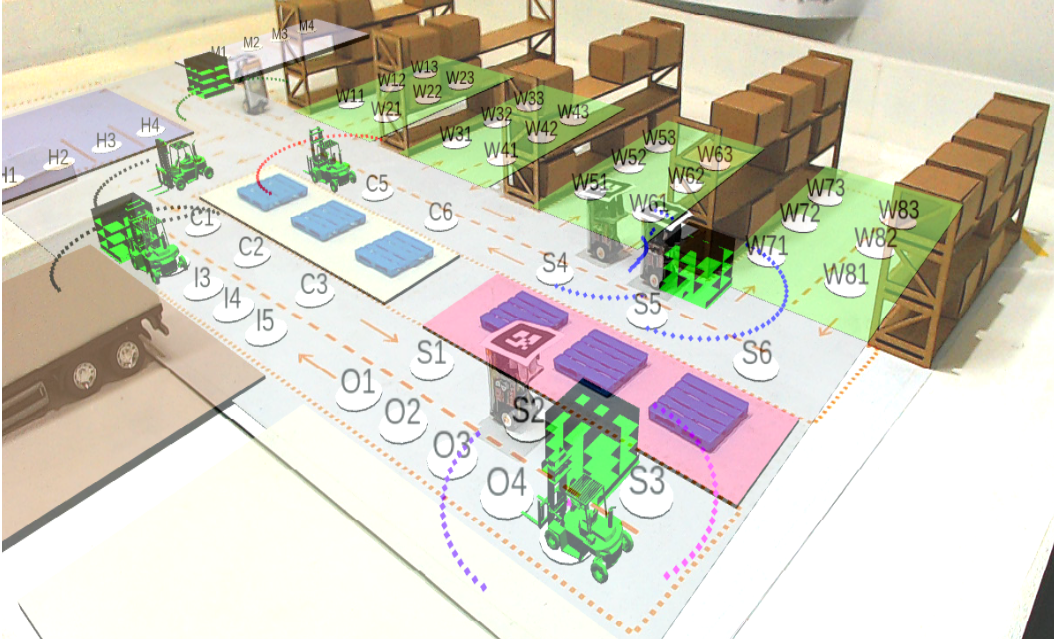 M1 M2 M3 M4
H1 H2 H3 H4
W11 W12 W13
W21 W22 W23
W31 W32 W33
W41 W42 W43
W51 W52 W53
W61 W62 W63
W71 W72 W73
W81 W82 W83
C1 C2 C3
C5 C6
I3 I4 I5
S4 S5 S6
S1 S2 S3
O1 O2 O3 O4